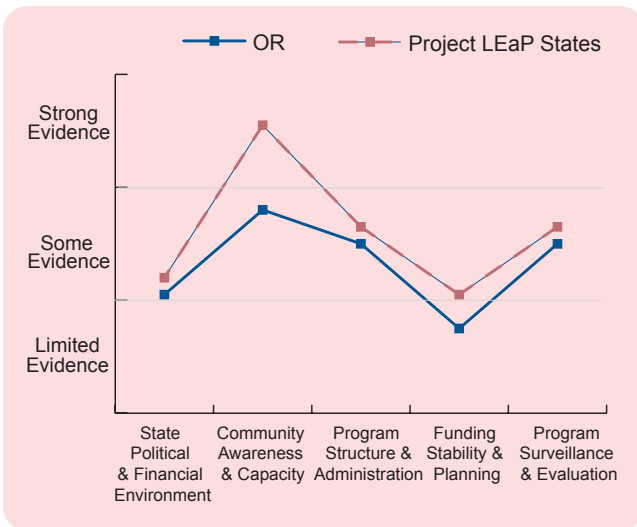 OR
Project LEaP States
Strong
Evidence
Some
Evidence
Limited
Evidence
State
Political
& Financial
Environment
Community
Awareness
& Capacity
Program
Structure &
Administration
Funding
Stability &
Planning
Program
Surveillance
& Evaluation